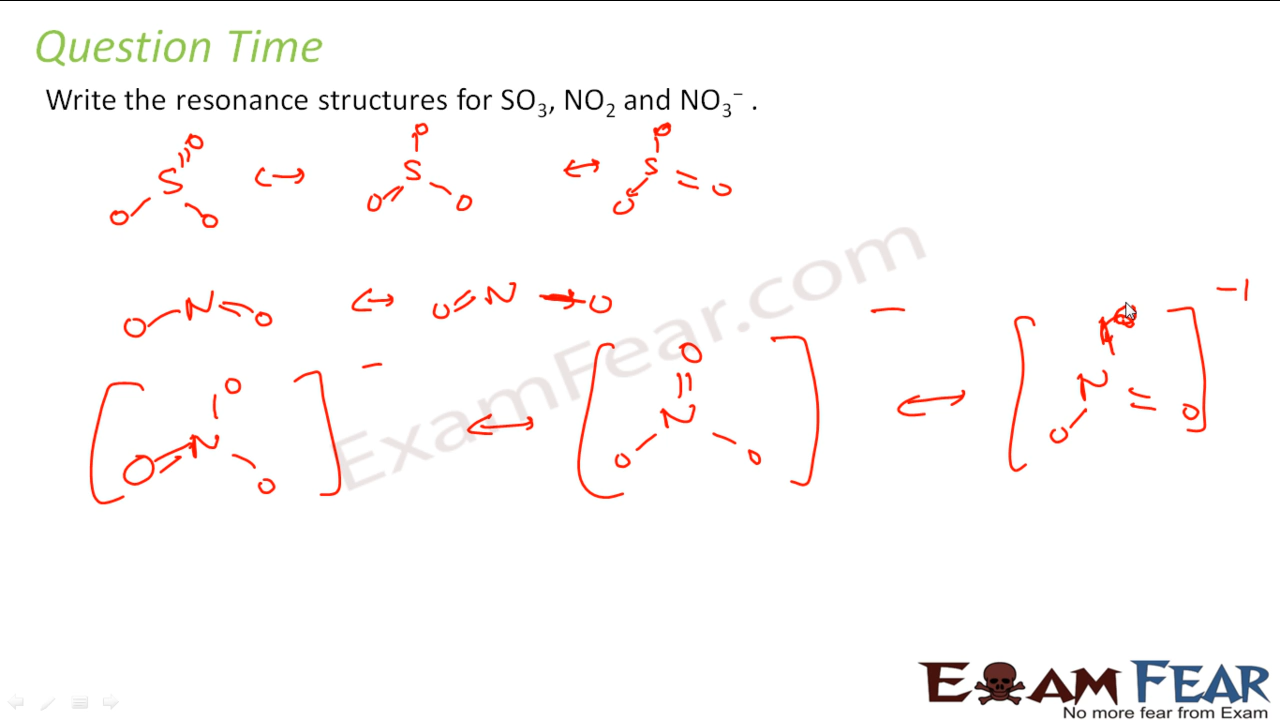 Question Time
Write the resonance structures for SO₃, NO₂ and NO₃⁻ .
O S O O ↔ O S O O ↔ O S O O
O N O ↔ O N → O
[O N O O]⁻ ↔ [O N O O]⁻ ↔ [O N O]⁻¹
ExamFear.com
EXAM FEAR
No more fear from Exam